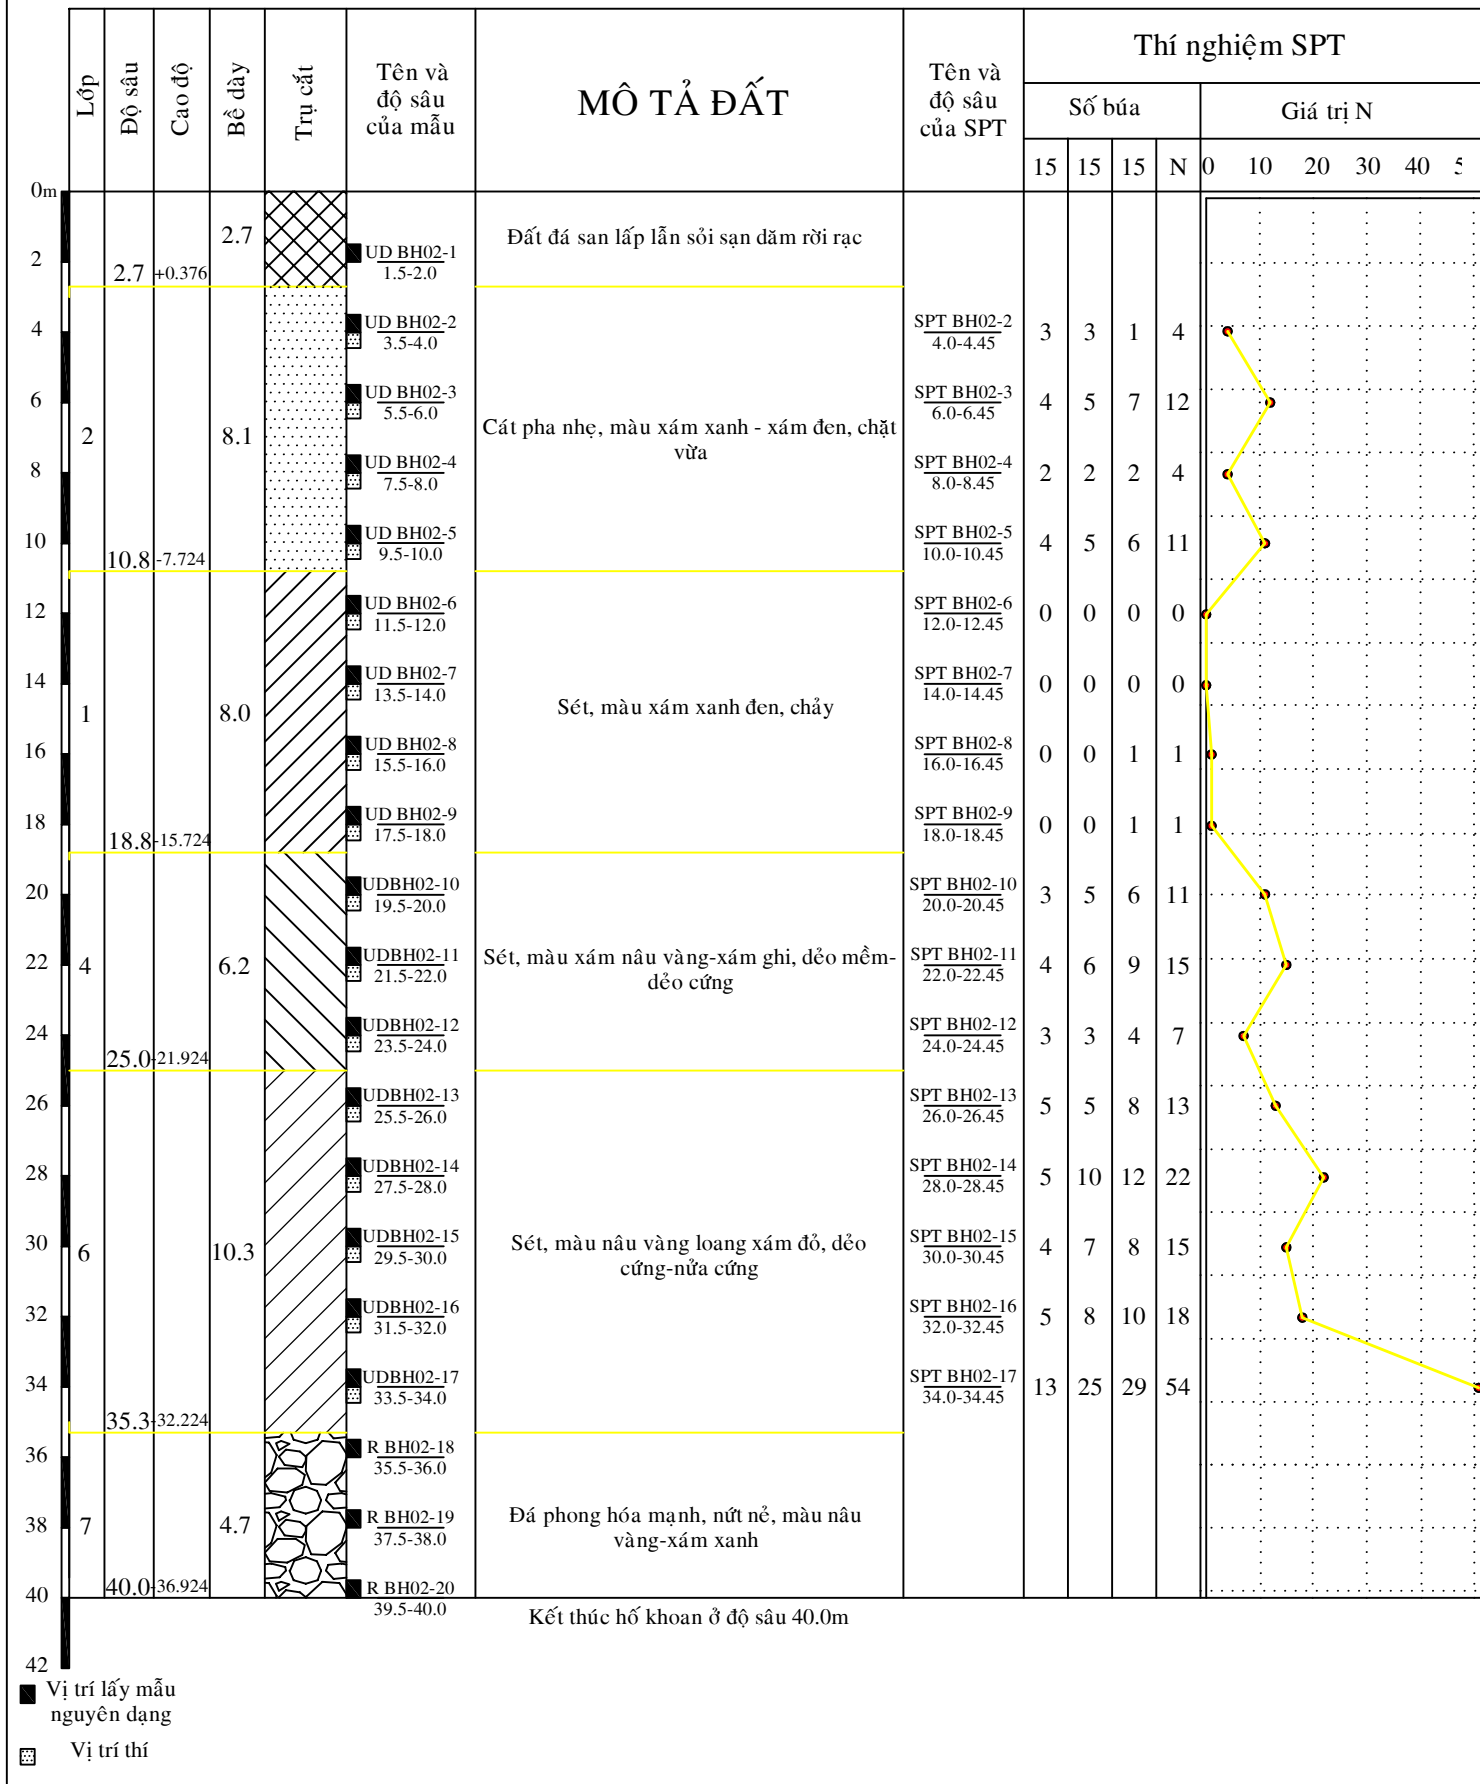 Lớp
Độ sâu
Cao độ
Bề dày
Trụ cắt
Tên và
độ sâu
của mẫu
MÔ TẢ ĐẤT
Tên và
độ sâu
của SPT
Thí nghiệm SPT
Số búa
Giá trị N
15 15 15 N 0 10 20 30 40
0m
2.7
Đất đá san lấp lẫn sỏi sạn dăm rời rạc
2
2.7 +0.376
UD BH02-1
1.5-2.0
4
UD BH02-2
3.5-4.0
SPT BH02-2
4.0-4.45
3 3 1 4
6
UD BH02-3
5.5-6.0
SPT BH02-3
6.0-6.45
4 5 7 12
2
8.1
Cát pha nhẹ, màu xám xanh - xám đen, chặt
vừa
8
UD BH02-4
7.5-8.0
SPT BH02-4
8.0-8.45
2 2 2 4
10
10.8 -7.724
UD BH02-5
9.5-10.0
SPT BH02-5
10.0-10.45
4 5 6 11
12
UD BH02-6
11.5-12.0
SPT BH02-6
12.0-12.45
0 0 0 0
14
UD BH02-7
13.5-14.0
SPT BH02-7
14.0-14.45
0 0 0 0
1
8.0
Sét, màu xám xanh đen, chảy
16
UD BH02-8
15.5-16.0
SPT BH02-8
16.0-16.45
0 0 1 1
18
18.8 -15.724
UD BH02-9
17.5-18.0
SPT BH02-9
18.0-18.45
0 0 1 1
20
UDBH02-10
19.5-20.0
SPT BH02-10
20.0-20.45
3 5 6 11
22
4
6.2
UDBH02-11
21.5-22.0
Sét, màu xám nâu vàng-xám ghi, dẻo mềm-
dẻo cứng
SPT BH02-11
22.0-22.45
4 6 9 15
24
25.0 -21.924
UDBH02-12
23.5-24.0
SPT BH02-12
24.0-24.45
3 3 4 7
26
UDBH02-13
25.5-26.0
SPT BH02-13
26.0-26.45
5 5 8 13
28
UDBH02-14
27.5-28.0
SPT BH02-14
28.0-28.45
5 10 12 22
30
6
10.3
UDBH02-15
29.5-30.0
Sét, màu nâu vàng loang xám đỏ, dẻo
cứng-nửa cứng
SPT BH02-15
30.0-30.45
4 7 8 15
32
UDBH02-16
31.5-32.0
SPT BH02-16
32.0-32.45
5 8 10 18
34
35.3 -32.224
UDBH02-17
33.5-34.0
SPT BH02-17
34.0-34.45
13 25 29 54
36
R BH02-18
35.5-36.0
38
7
4.7
R BH02-19
37.5-38.0
Đá phong hóa mạnh, nứt nẻ, màu nâu
vàng-xám xanh
40
40.0 -36.924
R BH02-20
39.5-40.0
Kết thúc hố khoan ở độ sâu 40.0m
42
Vị trí lấy mẫu
nguyên dạng
Vị trí thí